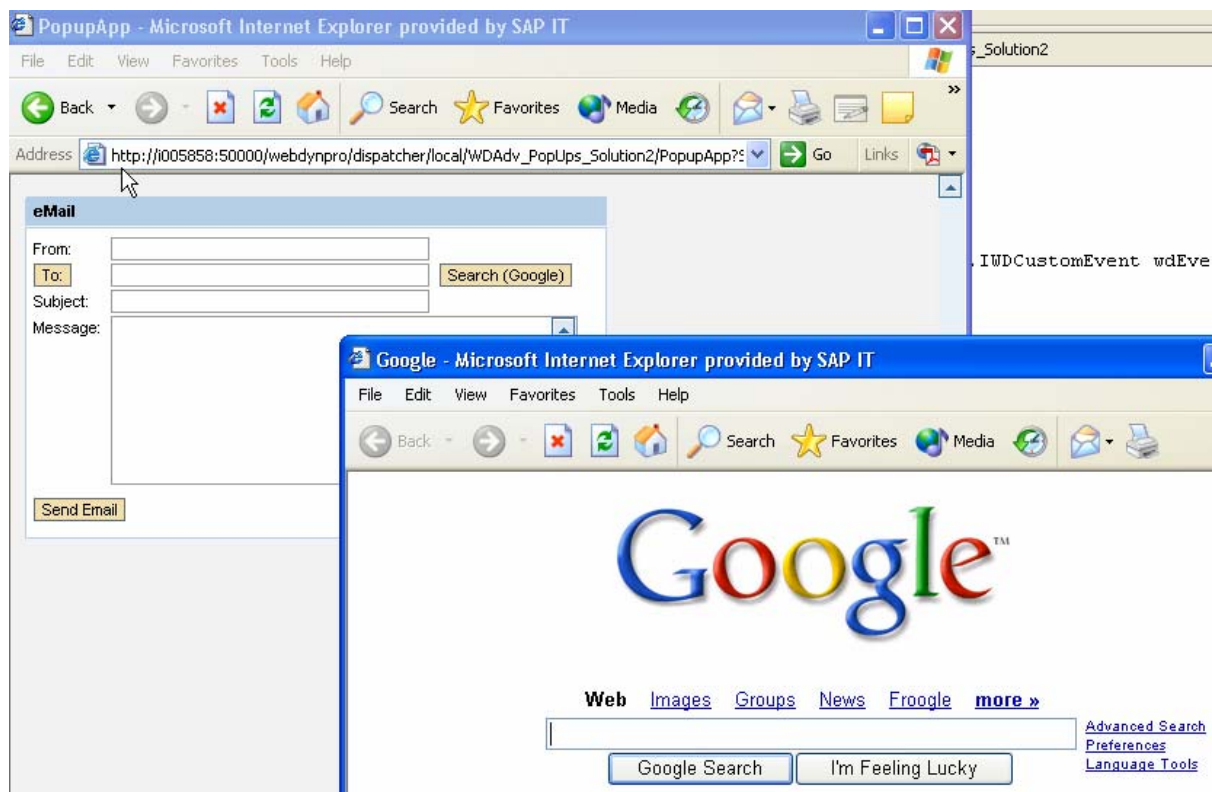 PopupApp - Microsoft Internet Explorer provided by SAP IT
File Edit View Favorites Tools Help
Back Search Favorites Media »
Address http://i005858:50000/webdynpro/dispatcher/local/WDAdv_PopUps_Solution2/PopupApp?S Go Links
eMail
From:
To: Search (Google)
Subject:
Message:
Send Email
s_Solution2
.IWDCustomEvent wdEve
Google - Microsoft Internet Explorer provided by SAP IT
File Edit View Favorites Tools Help
Back Search Favorites Media
Google™
Web Images Groups News Froogle more »
Advanced Search
Preferences
Language Tools
Google Search I'm Feeling Lucky